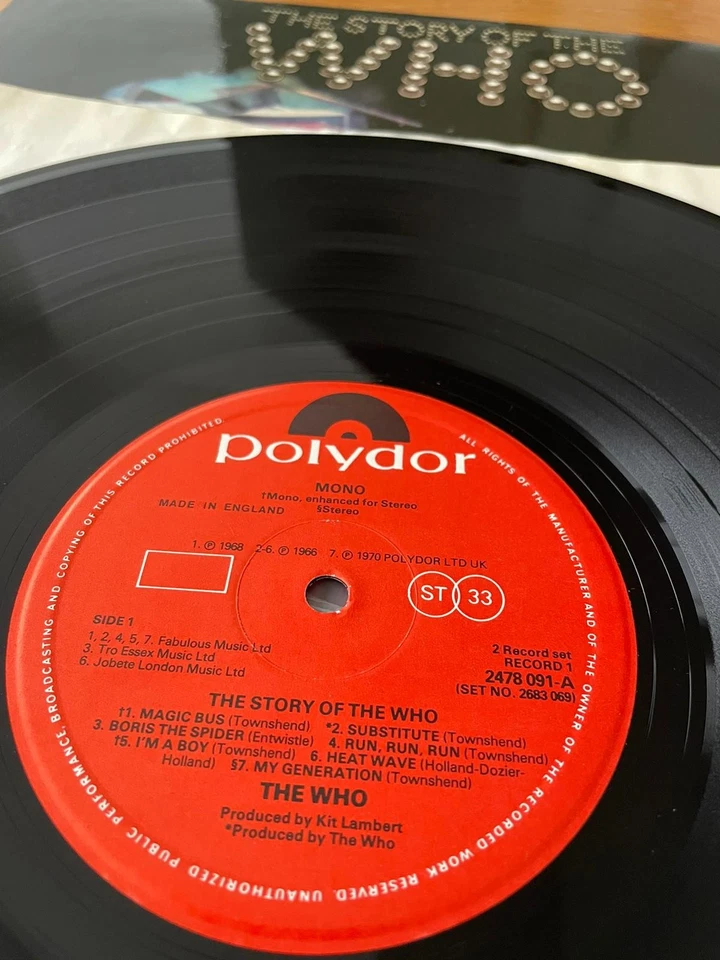 THE STORY OF THE
WHO
polydor
MONO
†Mono, enhanced for Stereo
MADE IN ENGLAND §Stereo
1. ℗ 1968 2-6. ℗ 1966 7. ℗ 1970 POLYDOR LTD UK
ST 33
SIDE 1
1, 2, 4, 5, 7. Fabulous Music Ltd
3. Tro Essex Music Ltd
6. Jobete London Music Ltd
2 Record set
RECORD 1
2478 091-A
(SET NO. 2683 069)
THE STORY OF THE WHO
†1. MAGIC BUS (Townshend) *2. SUBSTITUTE (Townshend)
3. BORIS THE SPIDER (Entwistle) 4. RUN, RUN, RUN (Townshend)
†5. I'M A BOY (Townshend) 6. HEAT WAVE (Holland-Dozier-
Holland) §7. MY GENERATION (Townshend)
THE WHO
Produced by Kit Lambert
*Produced by The Who
ALL RIGHTS OF THE MANUFACTURER AND OF THE OWNER OF THE RECORDED WORK RESERVED. UNAUTHORIZED PUBLIC PERFORMANCE, BROADCASTING AND COPYING OF THIS RECORD PROHIBITED